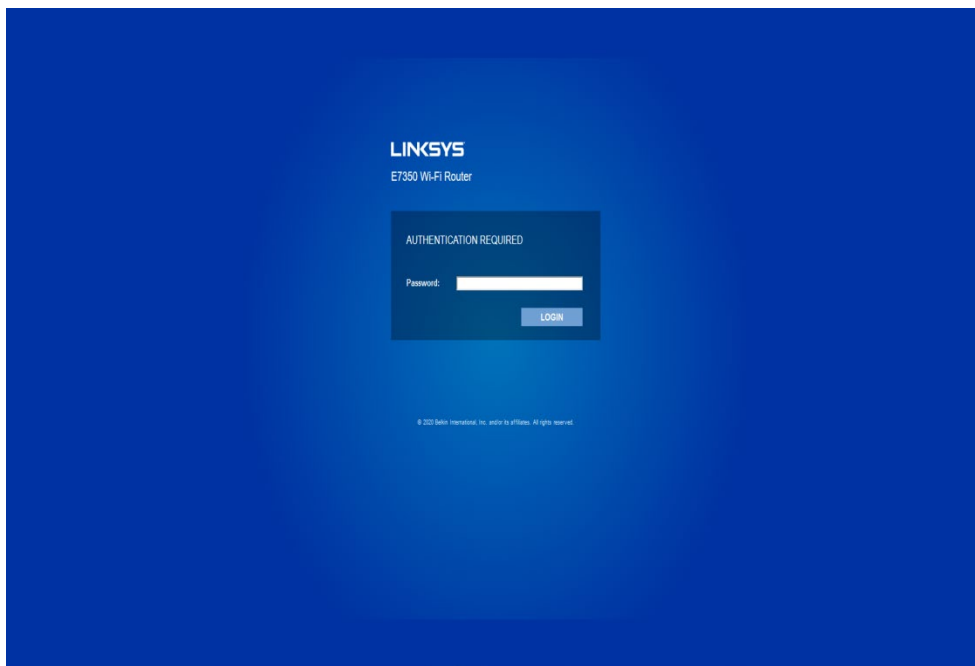 LINKSYS
E7350 Wi-Fi Router
AUTHENTICATION REQUIRED
Password:
LOGIN
© 2020 Belkin International, Inc. and/or its affiliates. All rights reserved.